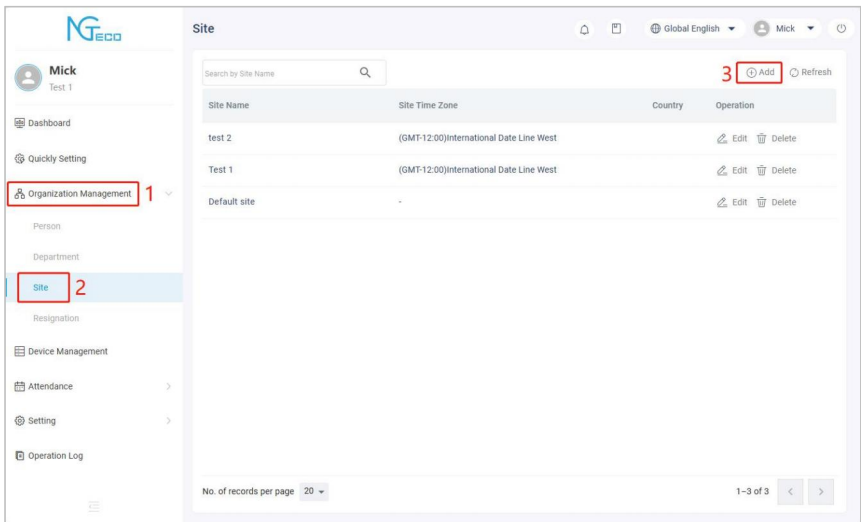 NGTECO
Site
Global English
Mick
Mick
Test 1
Search by Site Name
3
Add
Refresh
Site Name Site Time Zone Country Operation
Dashboard
test 2 (GMT-12:00)International Date Line West Edit Delete
Quickly Setting
Test 1 (GMT-12:00)International Date Line West Edit Delete
Organization Management 1
Default site - Edit Delete
Person
Department
Site 2
Resignation
Device Management
Attendance
Setting
Operation Log
No. of records per page 20 1–3 of 3